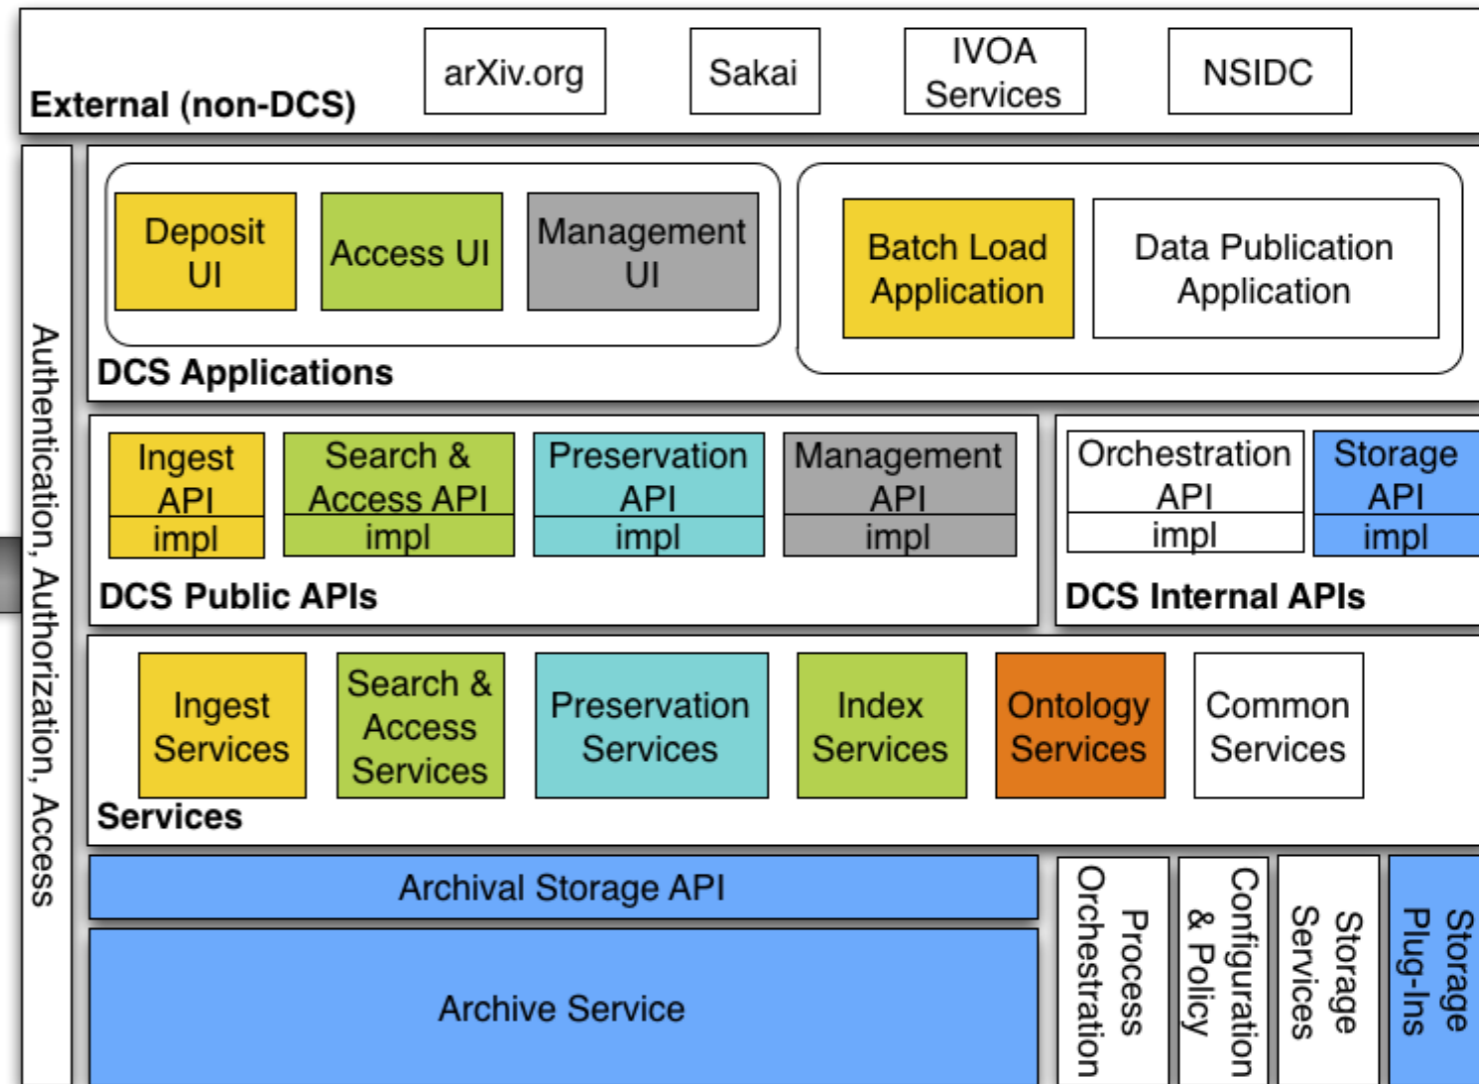 arXiv.org
Sakai
IVOA
Services
NSIDC
External (non-DCS)
Authentication, Authorization, Access
Deposit
UI
Access UI
Management
UI
Batch Load
Application
Data Publication
Application
DCS Applications
Ingest
API
impl
Search &
Access API
impl
Preservation
API
impl
Management
API
impl
DCS Public APIs
Orchestration
API
impl
Storage
API
impl
DCS Internal APIs
Ingest
Services
Search &
Access
Services
Preservation
Services
Index
Services
Ontology
Services
Common
Services
Services
Archival Storage API
Archive Service
Process
Orchestration
Configuration
& Policy
Storage
Services
Storage
Plug-Ins